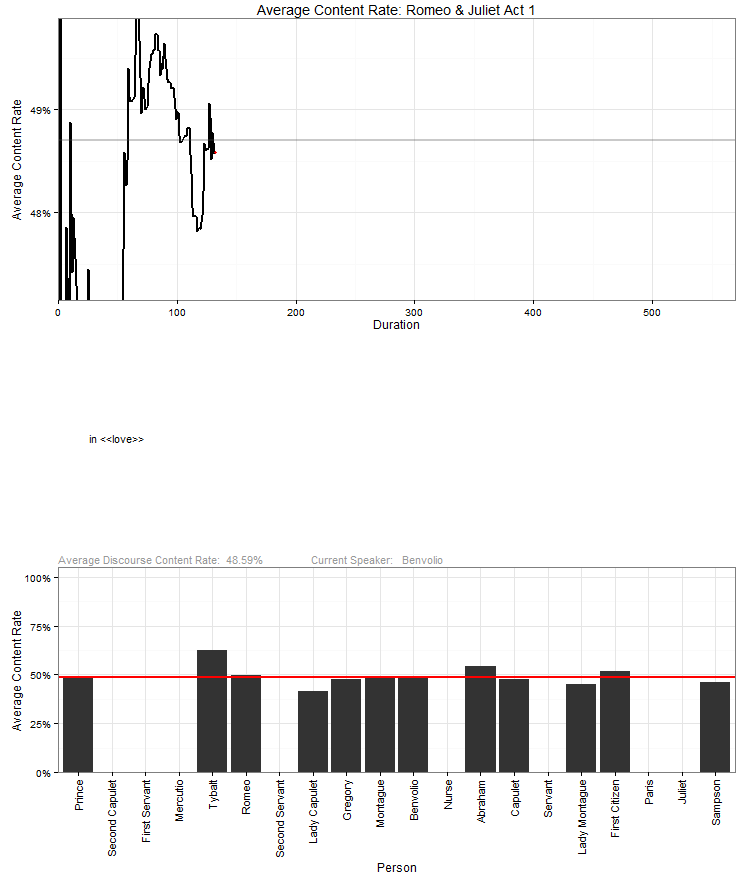 Average Content Rate: Romeo & Juliet Act 1
Average Content Rate
49%
48%
0 100 200 300 400 500
Duration
in <<love>>
Average Discourse Content Rate: 48.59% Current Speaker: Benvolio
Average Content Rate
100%
75%
50%
25%
0%
Prince
Second Capulet
First Servant
Mercutio
Tybalt
Romeo
Second Servant
Lady Capulet
Gregory
Montague
Benvolio
Nurse
Abraham
Capulet
Servant
Lady Montague
First Citizen
Paris
Juliet
Sampson
Person